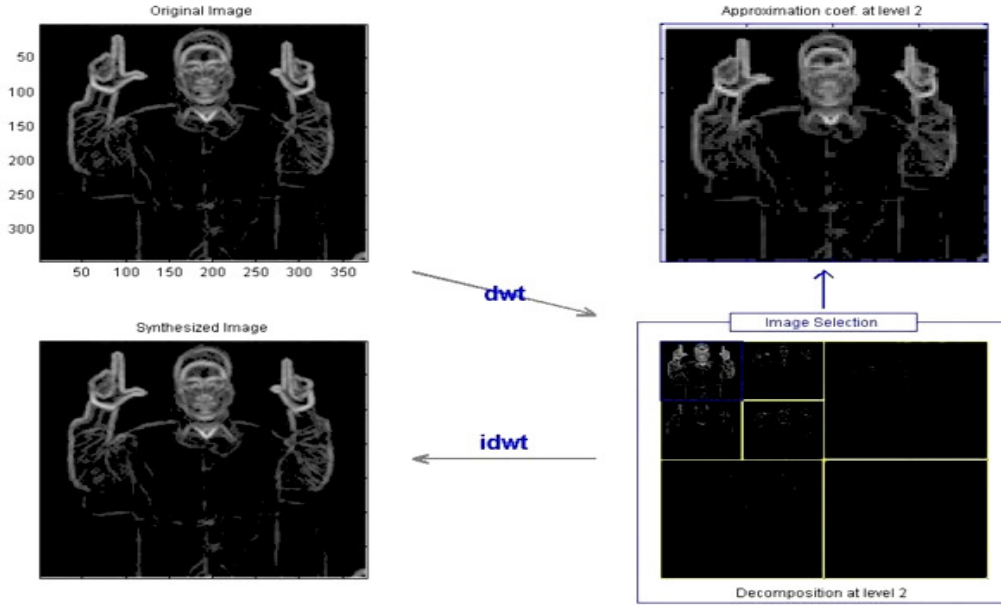 Original Image
50
100
150
200
250
300
50 100 150 200 250 300 350
Approximation coef. at level 2
dwt
Synthesized Image
idwt
Image Selection
Decomposition at level 2